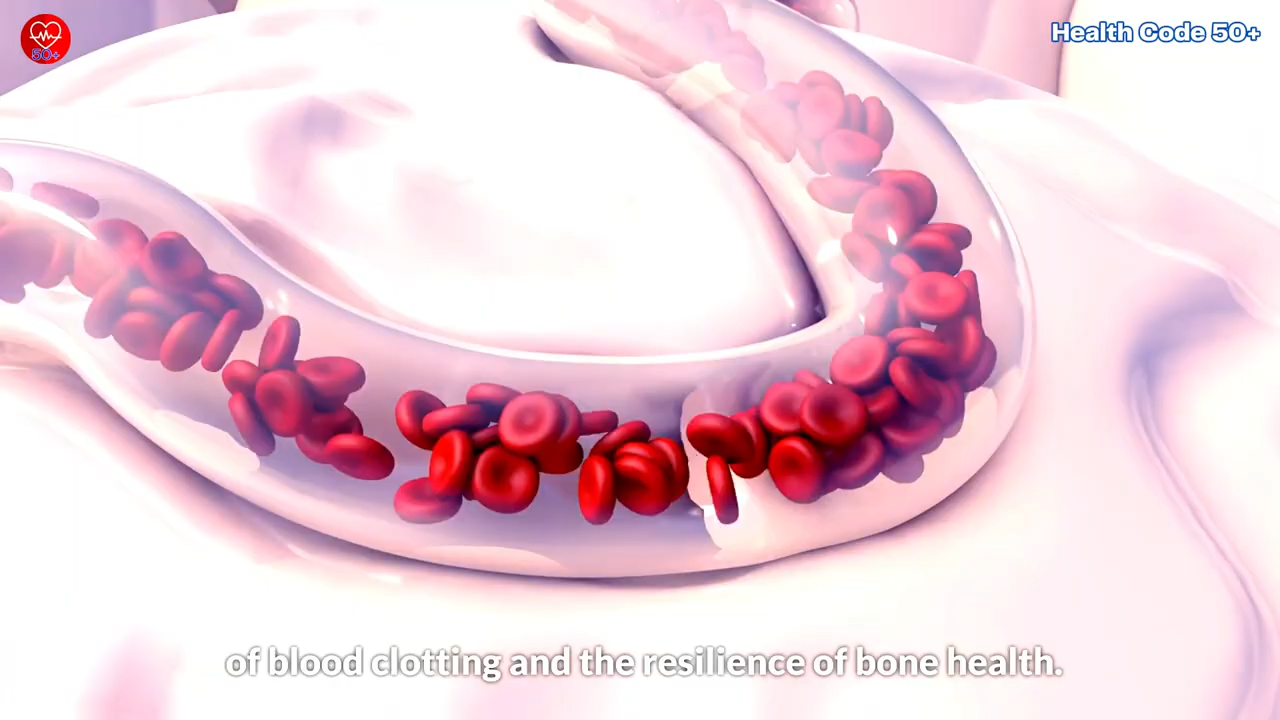 50+
Health Code 50+
of blood clotting and the resilience of bone health.